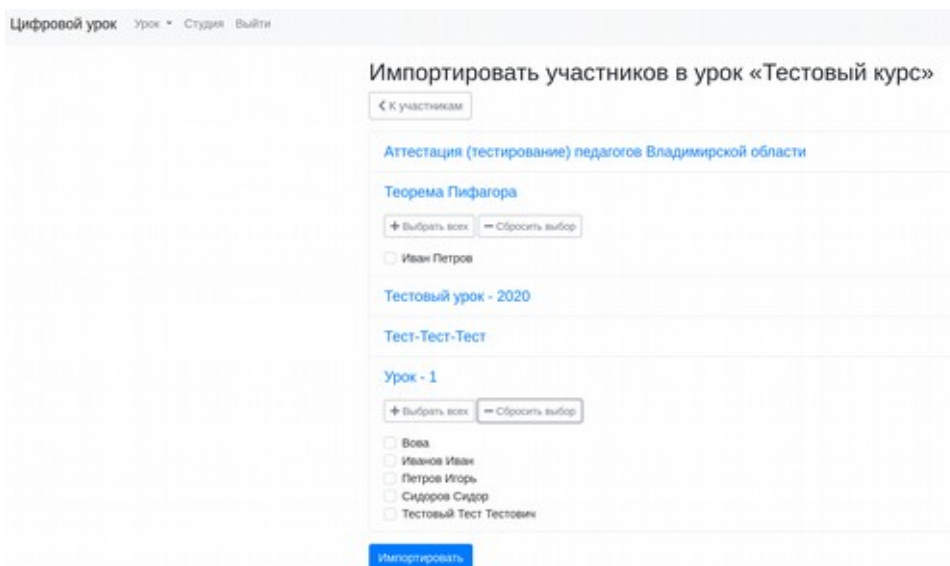 Цифровой урок Урок Студия Выйти
Импортировать участников в урок «Тестовый курс»
К участникам
Аттестация (тестирование) педагогов Владимирской области
Теорема Пифагора
Выбрать всех Сбросить выбор
Иван Петров
Тестовый урок - 2020
Тест-Тест-Тест
Урок - 1
Выбрать всех Сбросить выбор
Вова
Иванов Иван
Петров Игорь
Сидоров Сидор
Тестовый Тест Тестович
Импортировать